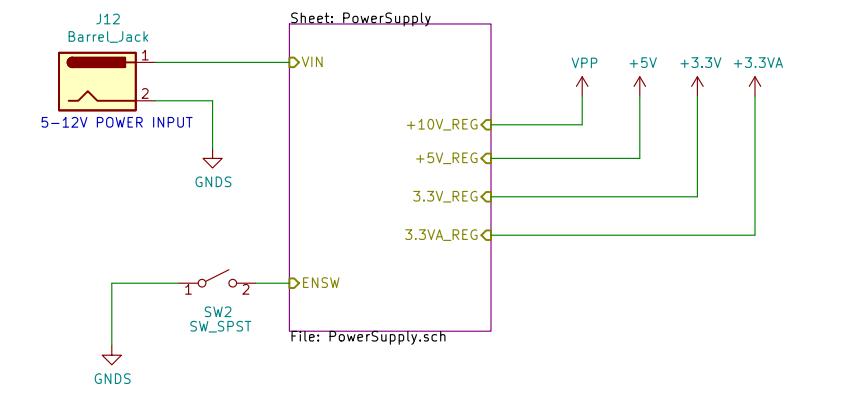 J12
Barrel_Jack
1
2
5-12V POWER INPUT
GNDS
Sheet: PowerSupply
VIN
+10V_REG
+5V_REG
3.3V_REG
3.3VA_REG
ENSW
File: PowerSupply.sch
VPP
+5V
+3.3V
+3.3VA
1
2
SW2
SW_SPST
GNDS